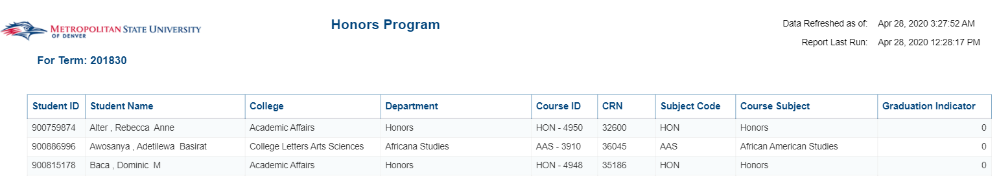 METROPOLITAN STATE UNIVERSITY
OF DENVER
Honors Program
Data Refreshed as of: Apr 28, 2020 3:27:52 AM
Report Last Run: Apr 28, 2020 12:28:17 PM
For Term: 201830
Student ID Student Name College Department Course ID CRN Subject Code Course Subject Graduation Indicator
900759874 Alter , Rebecca Anne Academic Affairs Honors HON - 4950 32600 HON Honors 0
900886996 Awosanya , Adetilewa Basirat College Letters Arts Sciences Africana Studies AAS - 3910 36045 AAS African American Studies 0
900815178 Baca , Dominic M Academic Affairs Honors HON - 4948 35186 HON Honors 0